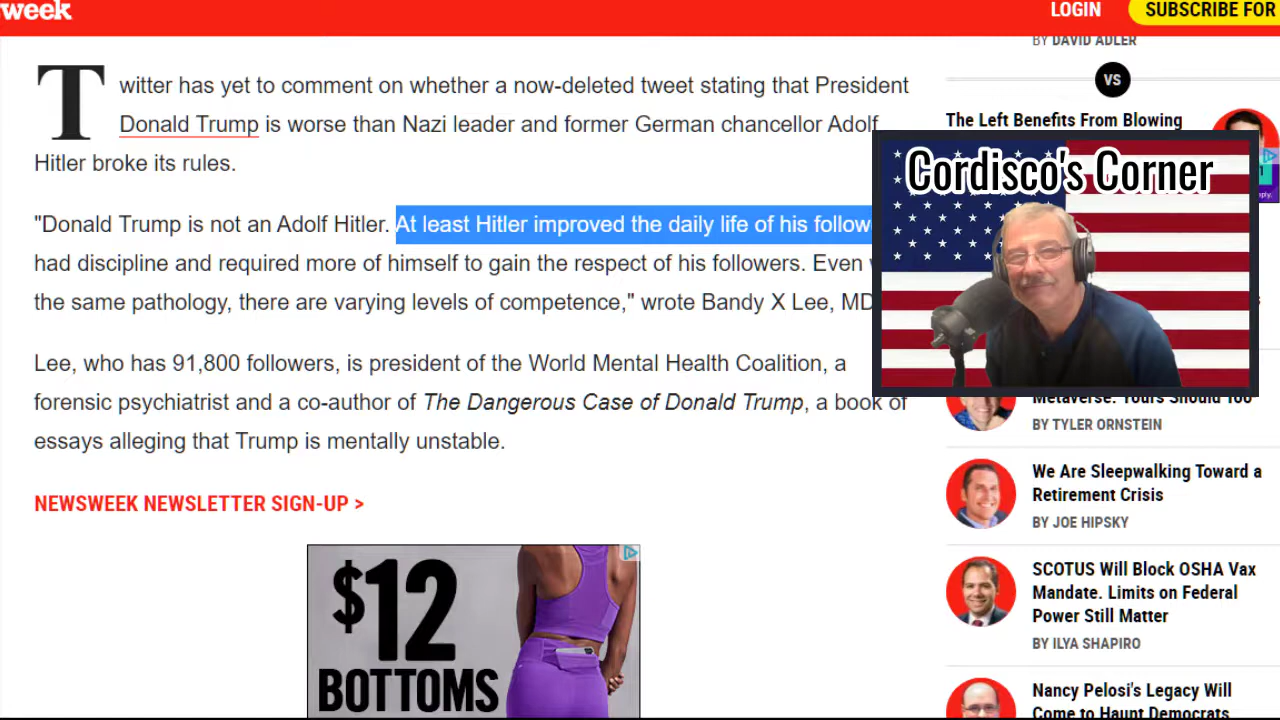 week
LOGIN
SUBSCRIBE FOR
Twitter has yet to comment on whether a now-deleted tweet stating that President
Donald Trump is worse than Nazi leader and former German chancellor Adolf
Hitler broke its rules.
"Donald Trump is not an Adolf Hitler. At least Hitler improved the daily life of his follow
had discipline and required more of himself to gain the respect of his followers. Even
the same pathology, there are varying levels of competence," wrote Bandy X Lee, MD
Lee, who has 91,800 followers, is president of the World Mental Health Coalition, a
forensic psychiatrist and a co-author of The Dangerous Case of Donald Trump, a book of
essays alleging that Trump is mentally unstable.
NEWSWEEK NEWSLETTER SIGN-UP >
$12
BOTTOMS
BY DAVID ADLER
VS
The Left Benefits From Blowing
Cordisco's Corner
Metaverse. Yours Should Too
BY TYLER ORNSTEIN
We Are Sleepwalking Toward a
Retirement Crisis
BY JOE HIPSKY
SCOTUS Will Block OSHA Vax
Mandate. Limits on Federal
Power Still Matter
BY ILYA SHAPIRO
Nancy Pelosi's Legacy Will
Come to Haunt Democrats